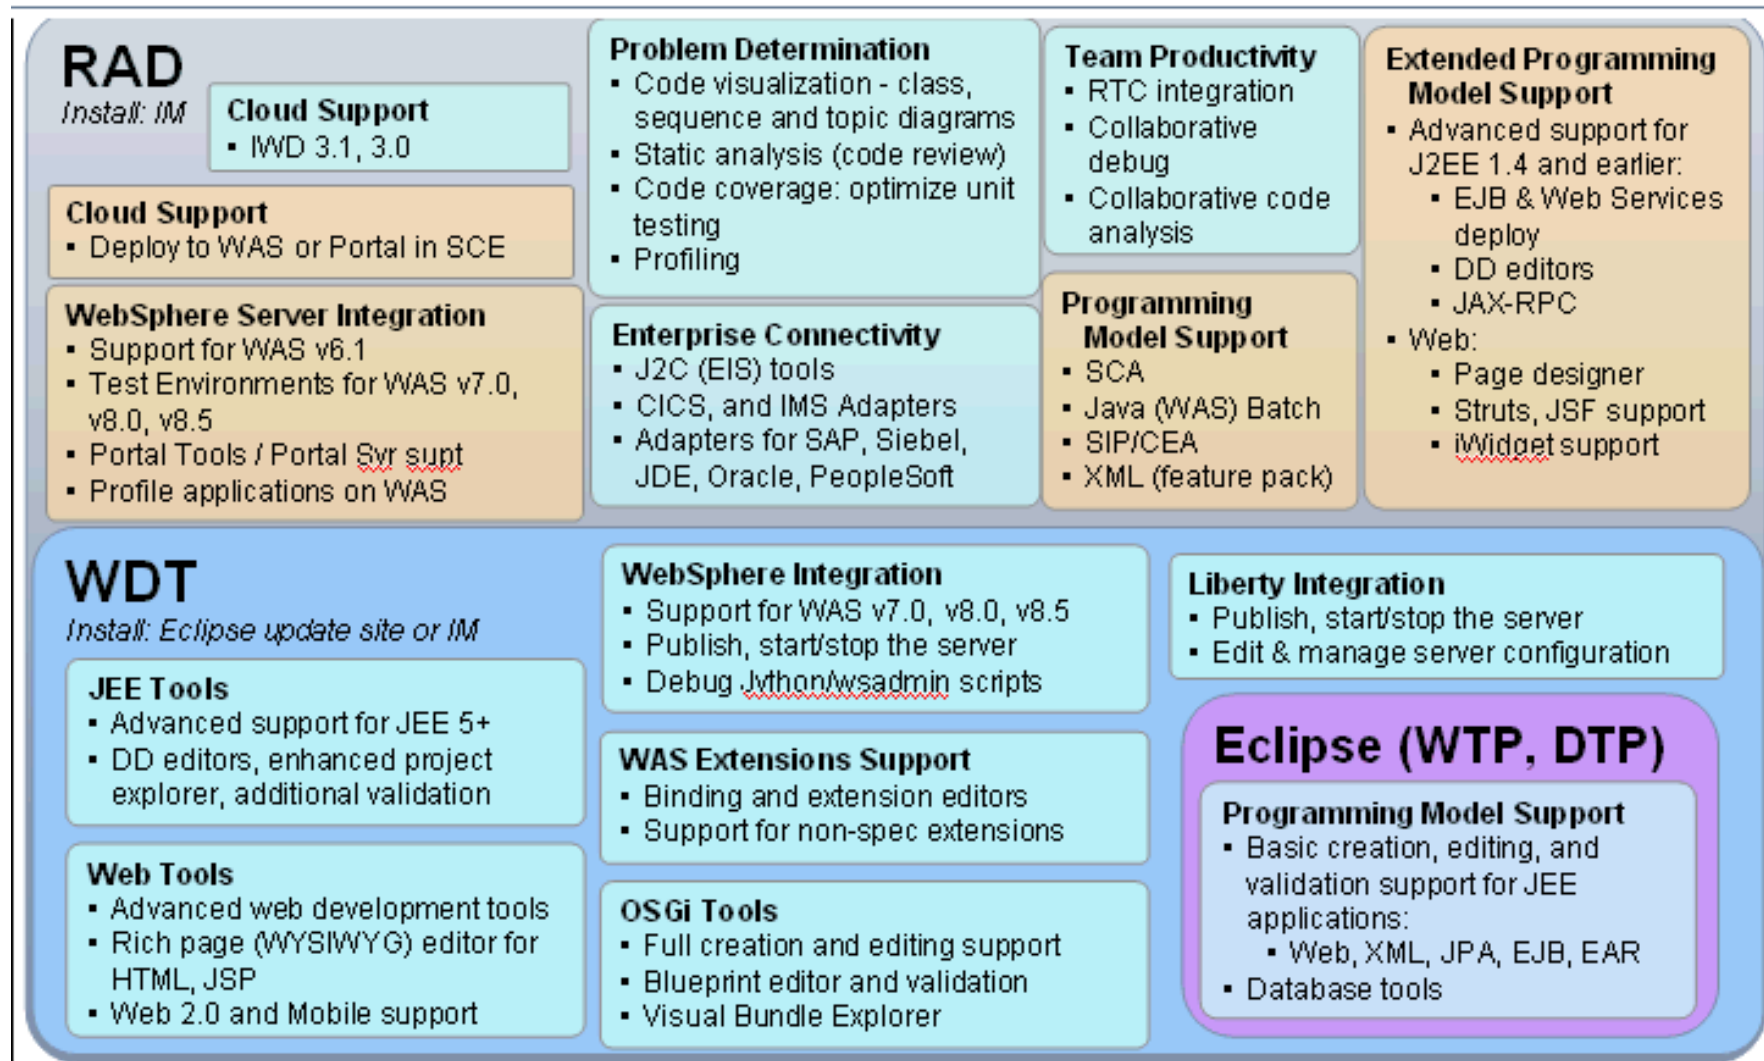 RAD
Install: IM
Cloud Support
▪ IWD 3.1, 3.0
Cloud Support
▪ Deploy to WAS or Portal in SCE
WebSphere Server Integration
▪ Support for WAS v6.1
▪ Test Environments for WAS v7.0,
v8.0, v8.5
▪ Portal Tools / Portal Svr supt
▪ Profile applications on WAS
Problem Determination
▪ Code visualization - class,
sequence and topic diagrams
▪ Static analysis (code review)
▪ Code coverage: optimize unit
testing
▪ Profiling
Enterprise Connectivity
▪ J2C (EIS) tools
▪ CICS, and IMS Adapters
▪ Adapters for SAP, Siebel,
JDE, Oracle, PeopleSoft
Team Productivity
▪ RTC integration
▪ Collaborative
debug
▪ Collaborative code
analysis
Programming
Model Support
▪ SCA
▪ Java (WAS) Batch
▪ SIP/CEA
▪ XML (feature pack)
Extended Programming
Model Support
▪ Advanced support for
J2EE 1.4 and earlier:
▪ EJB & Web Services
deploy
▪ DD editors
▪ JAX-RPC
▪ Web:
▪ Page designer
▪ Struts, JSF support
▪ iWidget support
WDT
Install: Eclipse update site or IM
JEE Tools
▪ Advanced support for JEE 5+
▪ DD editors, enhanced project
explorer, additional validation
Web Tools
▪ Advanced web development tools
▪ Rich page (WYSIWYG) editor for
HTML, JSP
▪ Web 2.0 and Mobile support
WebSphere Integration
▪ Support for WAS v7.0, v8.0, v8.5
▪ Publish, start/stop the server
▪ Debug Jython/wsadmin scripts
WAS Extensions Support
▪ Binding and extension editors
▪ Support for non-spec extensions
OSGi Tools
▪ Full creation and editing support
▪ Blueprint editor and validation
▪ Visual Bundle Explorer
Liberty Integration
▪ Publish, start/stop the server
▪ Edit & manage server configuration
Eclipse (WTP, DTP)
Programming Model Support
▪ Basic creation, editing, and
validation support for JEE
applications:
▪ Web, XML, JPA, EJB, EAR
▪ Database tools